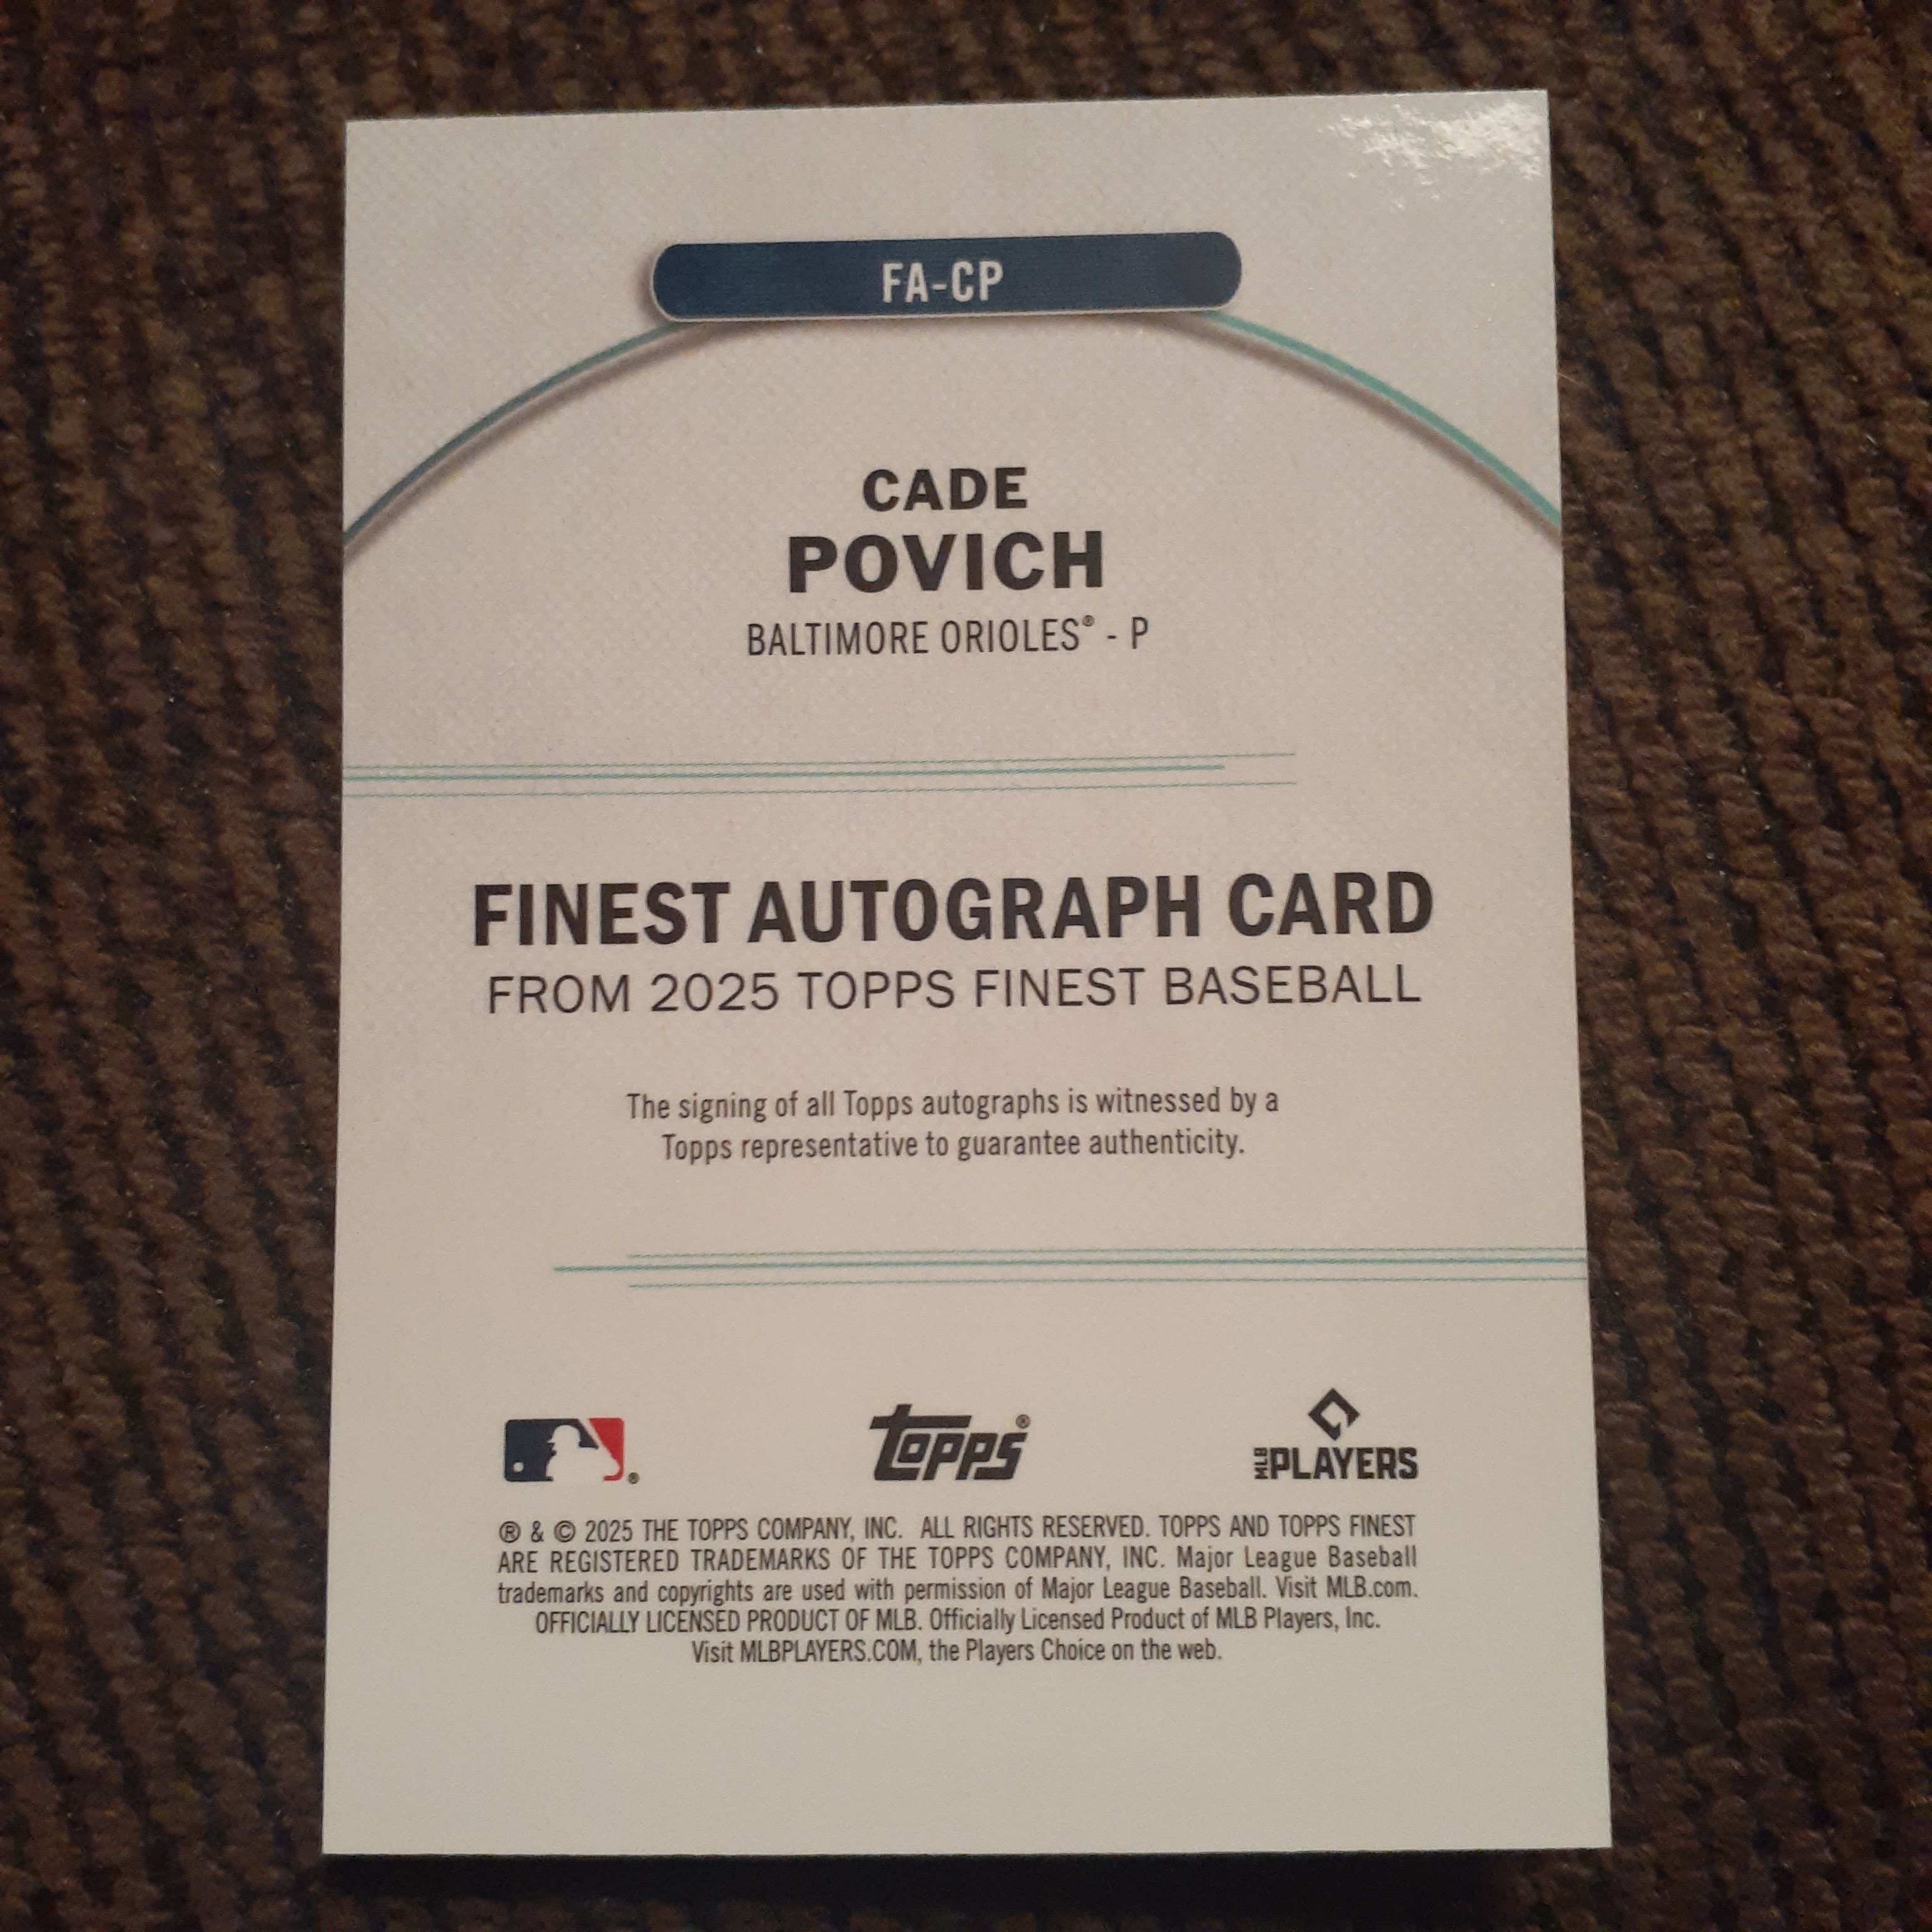 FA-CP
CADE
POVICH
BALTIMORE ORIOLES® - P
FINEST AUTOGRAPH CARD
FROM 2025 TOPPS FINEST BASEBALL
The signing of all Topps autographs is witnessed by a
Topps representative to guarantee authenticity.
® topps® MLB PLAYERS
® & © 2025 THE TOPPS COMPANY, INC. ALL RIGHTS RESERVED. TOPPS AND TOPPS FINEST
ARE REGISTERED TRADEMARKS OF THE TOPPS COMPANY, INC. Major League Baseball
trademarks and copyrights are used with permission of Major League Baseball. Visit MLB.com.
OFFICIALLY LICENSED PRODUCT OF MLB. Officially Licensed Product of MLB Players, Inc.
Visit MLBPLAYERS.COM, the Players Choice on the web.